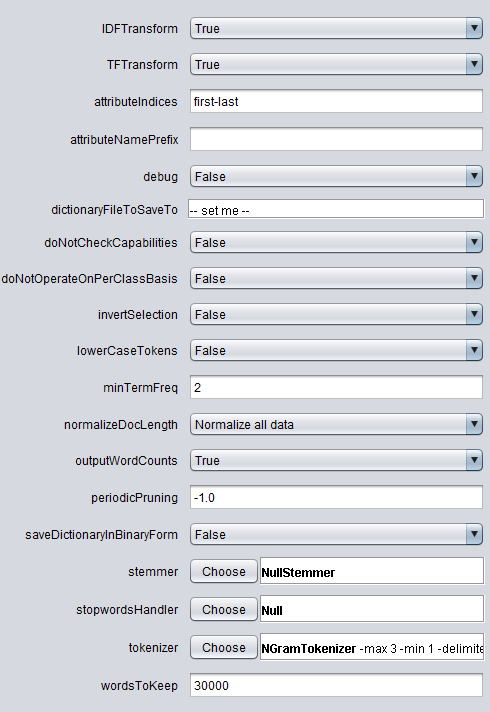 IDFTransform True
TFTransform True
attributeIndices first-last
attributeNamePrefix
debug False
dictionaryFileToSaveTo -- set me --
doNotCheckCapabilities False
doNotOperateOnPerClassBasis False
invertSelection False
lowerCaseTokens False
minTermFreq 2
normalizeDocLength Normalize all data
outputWordCounts True
periodicPruning -1.0
saveDictionaryInBinaryForm False
stemmer Choose NullStemmer
stopwordsHandler Choose Null
tokenizer Choose NGramTokenizer -max 3 -min 1 -delimite
wordsToKeep 30000